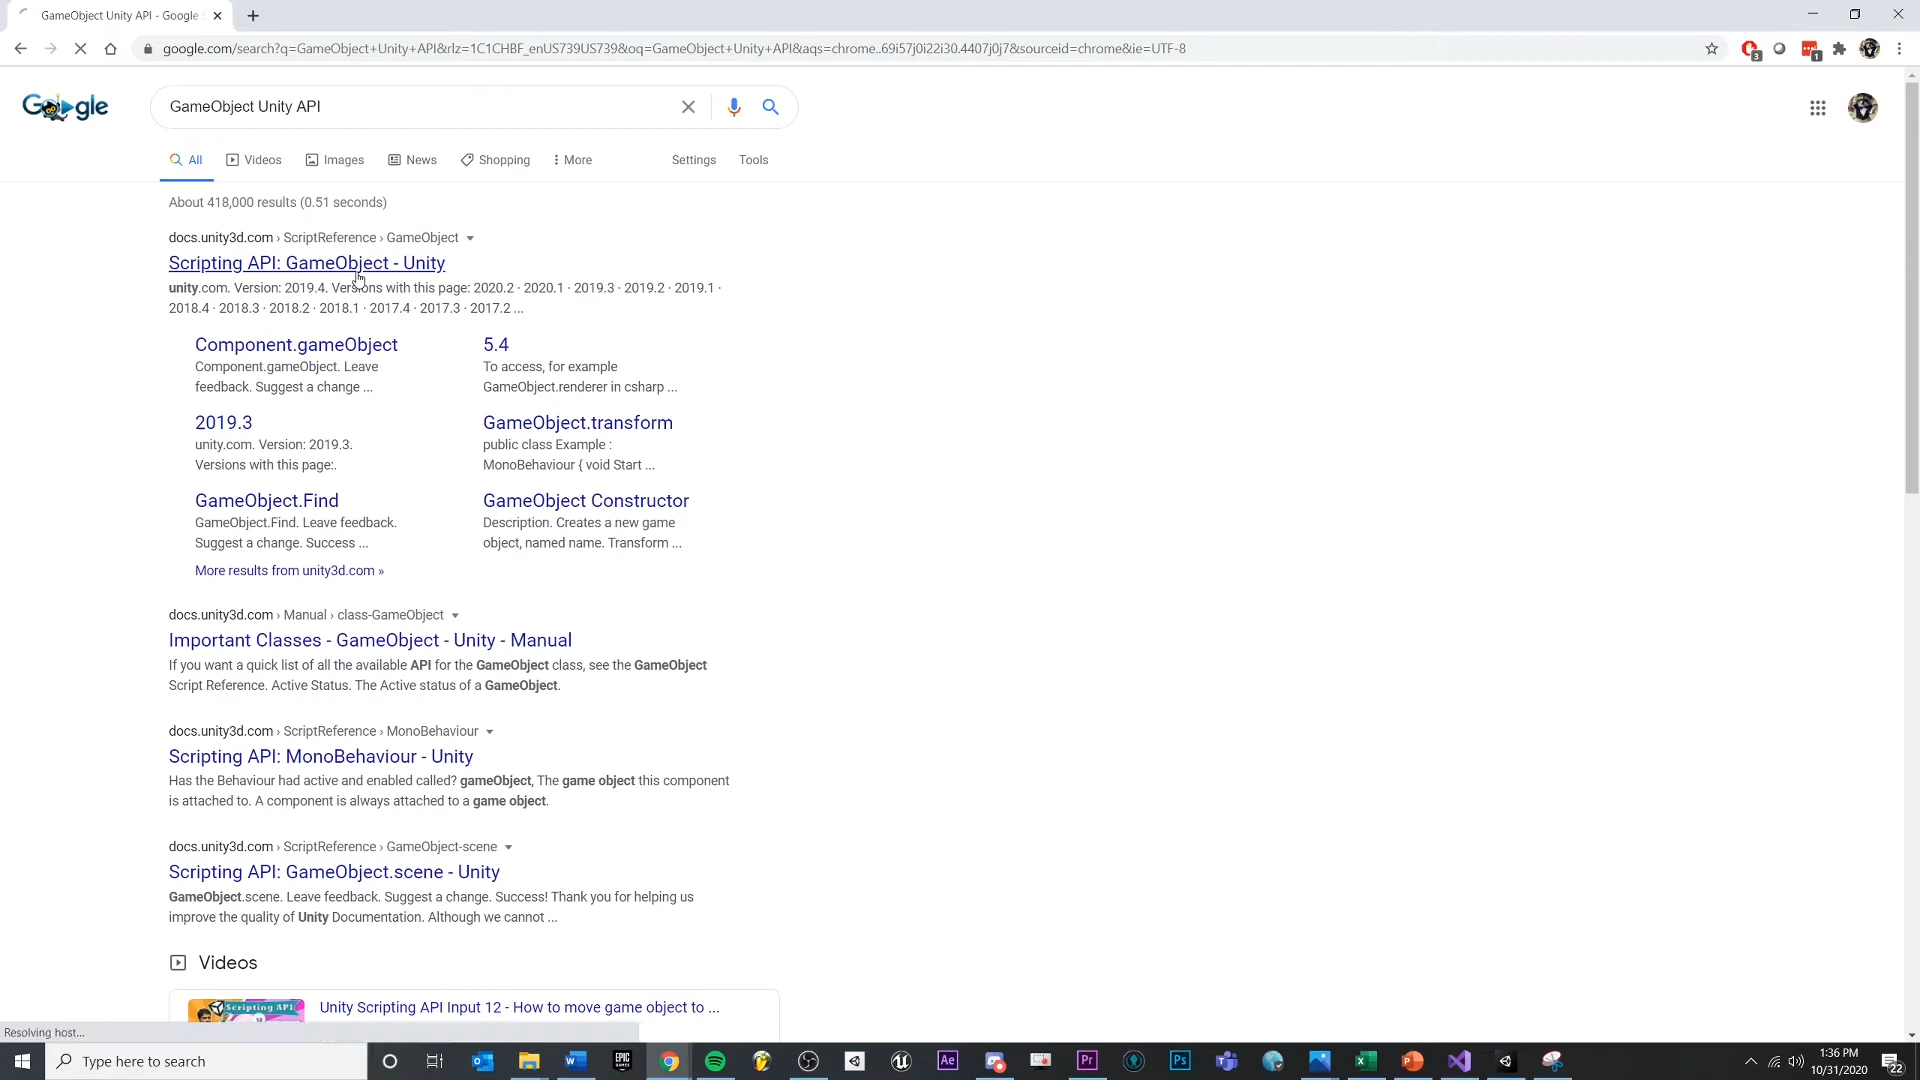 GameObject Unity API - Google S
google.com/search?q=GameObject+Unity+API&rlz=1C1CHBF_enUS739US739&oq=GameObject+Unity+API&aqs=chrome..69i57j0i22i30.4407j0j7&sourceid=chrome&ie=UTF-8
3
1
Google
GameObject Unity API
All
Videos
Images
News
Shopping
More
Settings
Tools
About 418,000 results (0.51 seconds)
docs.unity3d.com › ScriptReference › GameObject
Scripting API: GameObject - Unity
unity.com. Version: 2019.4. Versions with this page: 2020.2 · 2020.1 · 2019.3 · 2019.2 · 2019.1 ·
2018.4 · 2018.3 · 2018.2 · 2018.1 · 2017.4 · 2017.3 · 2017.2 ...
Component.gameObject
Component.gameObject. Leave
feedback. Suggest a change ...
5.4
To access, for example
GameObject.renderer in csharp ...
2019.3
unity.com. Version: 2019.3.
Versions with this page:.
GameObject.transform
public class Example :
MonoBehaviour { void Start ...
GameObject.Find
GameObject.Find. Leave feedback.
Suggest a change. Success ...
GameObject Constructor
Description. Creates a new game
object, named name. Transform ...
More results from unity3d.com »
docs.unity3d.com › Manual › class-GameObject
Important Classes - GameObject - Unity - Manual
If you want a quick list of all the available API for the GameObject class, see the GameObject
Script Reference. Active Status. The Active status of a GameObject.
docs.unity3d.com › ScriptReference › MonoBehaviour
Scripting API: MonoBehaviour - Unity
Has the Behaviour had active and enabled called? gameObject, The game object this component
is attached to. A component is always attached to a game object.
docs.unity3d.com › ScriptReference › GameObject-scene
Scripting API: GameObject.scene - Unity
GameObject.scene. Leave feedback. Suggest a change. Success! Thank you for helping us
improve the quality of Unity Documentation. Although we cannot ...
Videos
Scripting API
12
Unity Scripting API Input 12 - How to move game object to ...
Resolving host...
Type here to search
EPIC GAMES
Ae
Pr
Ps
1:36 PM
10/31/2020
22